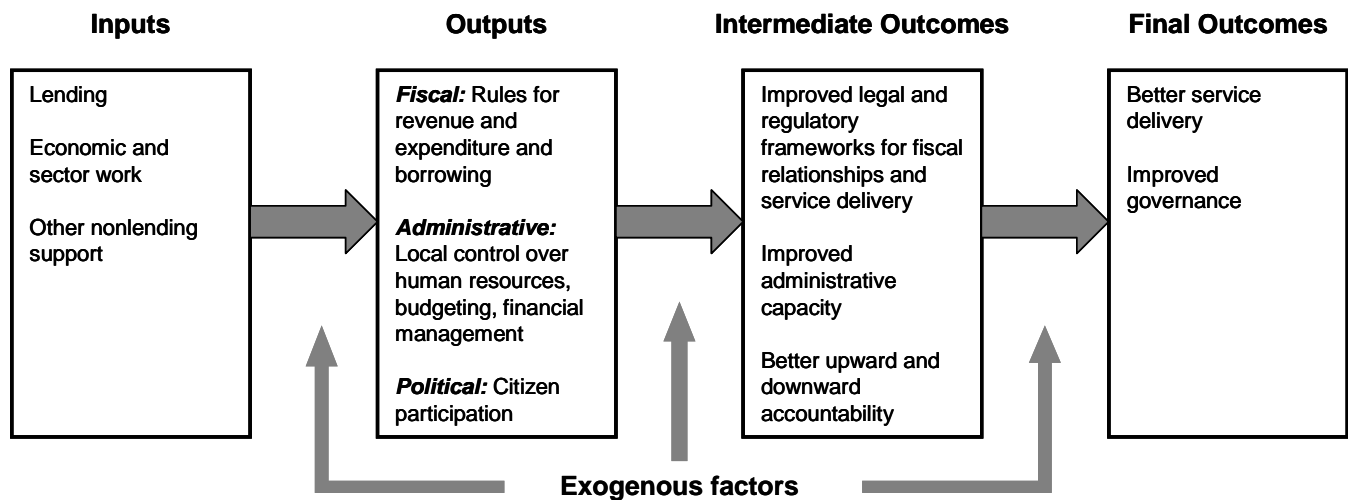 Inputs
Lending
Economic and
sector work
Other nonlending
support
Outputs
Fiscal: Rules for
revenue and
expenditure and
borrowing
Administrative:
Local control over
human resources,
budgeting, financial
management
Political: Citizen
participation
Intermediate Outcomes
Improved legal and
regulatory
frameworks for fiscal
relationships and
service delivery
Improved
administrative
capacity
Better upward and
downward
accountability
Final Outcomes
Better service
delivery
Improved
governance
Exogenous factors